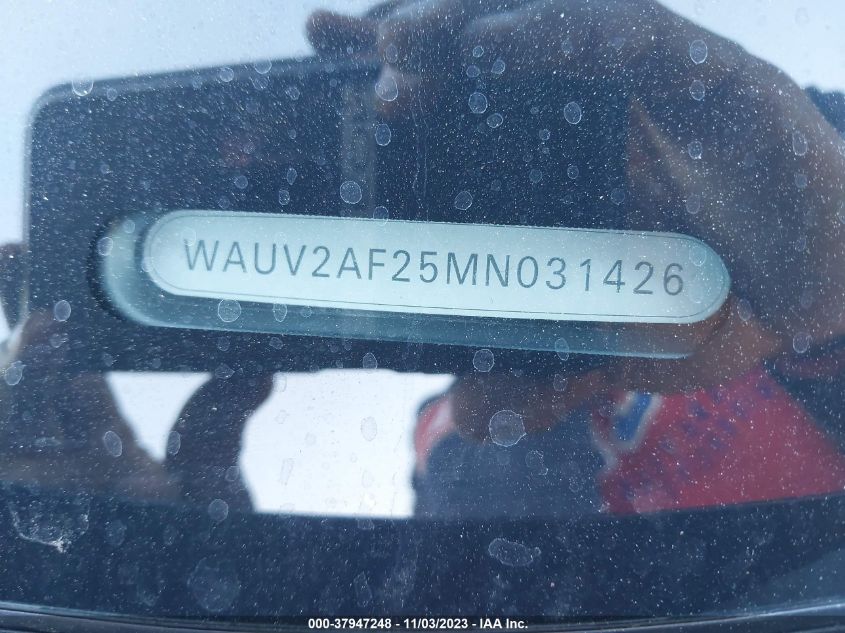 WAUV2AF25MN031426
000-37947248 - 11/03/2023 - IAA Inc.